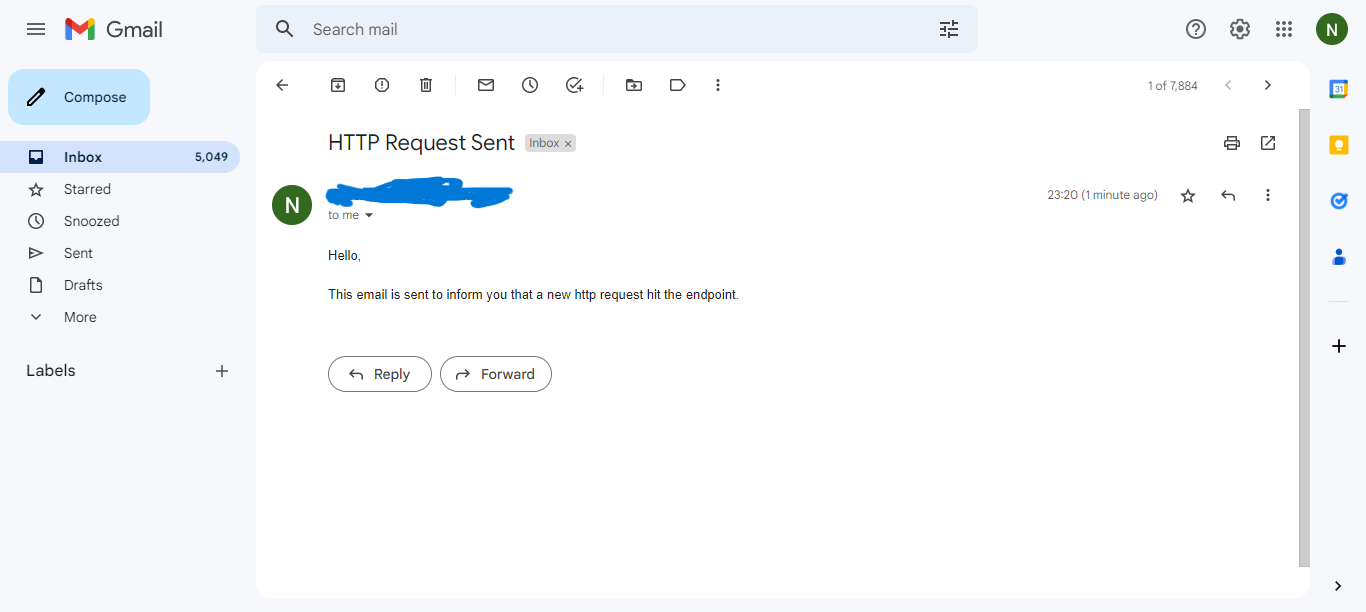 Gmail
Search mail
N
Compose
1 of 7,884
31
Inbox 5,049
HTTP Request Sent Inbox ×
Starred
Snoozed
Sent
Drafts
More
Labels
N
23:20 (1 minute ago)
to me
Hello,
This email is sent to inform you that a new http request hit the endpoint.
Reply Forward